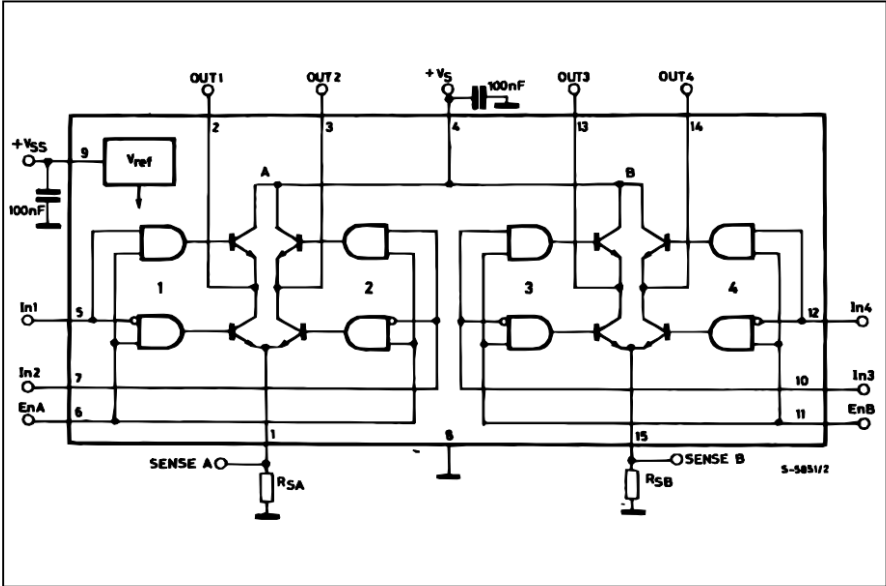 OUT1 OUT2 +VS 100nF OUT3 OUT4
2 3 4 13 14
+VSS 9 Vref
A B
100nF
1 2 3 4
In1 5 12 In4
In2 7 10 In3
EnA 6 11 EnB
1 8 15
SENSE A SENSE B
RSA RSB
S-5851/2